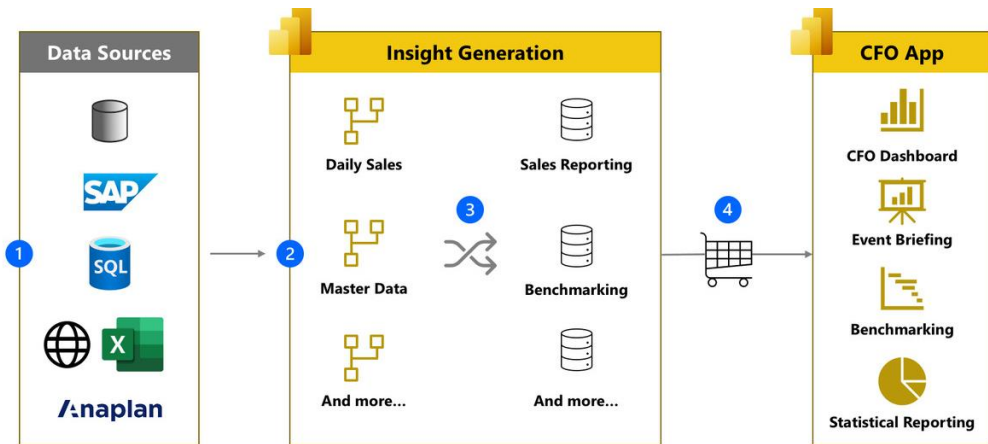 Data Sources
SAP
1
SQL
X
Anaplan
Insight Generation
2
Daily Sales
Sales Reporting
3
Master Data
Benchmarking
And more...
And more...
4
CFO App
CFO Dashboard
Event Briefing
Benchmarking
Statistical Reporting